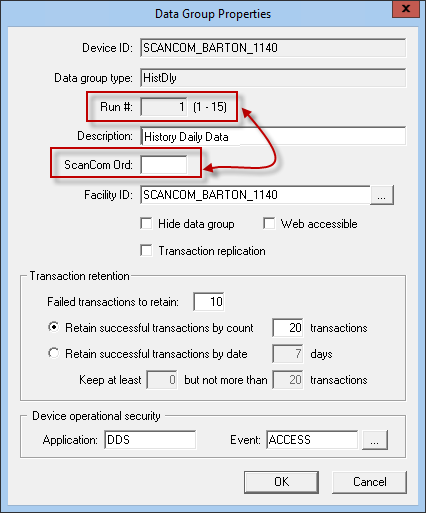 Data Group Properties
Device ID: SCANCOM_BARTON_1140
Data group type: HistDly
Run #: 1 (1 - 15)
Description: History Daily Data
ScanCom Ord:
Facility ID: SCANCOM_BARTON_1140 ...
Hide data group Web accessible
Transaction replication
Transaction retention
Failed transactions to retain: 10
Retain successful transactions by count 20 transactions
Retain successful transactions by date 7 days
Keep at least 0 but not more than 20 transactions
Device operational security
Application: DDS Event: ACCESS ...
OK Cancel